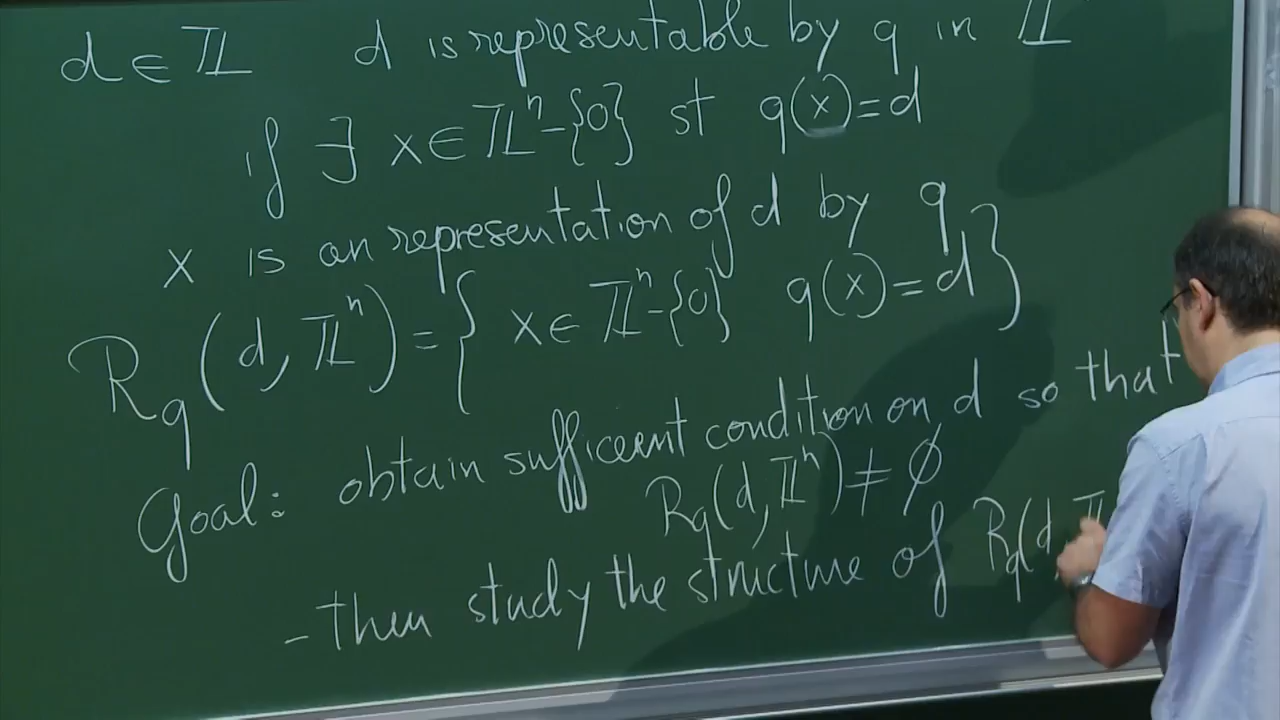 d ∈ ℤ d is representable by q in ℤ
if ∃ x ∈ ℤⁿ-{0} st q(x)=d
x is an representation of d by q
R_q(d, ℤⁿ) = { x ∈ ℤⁿ-{0} q(x)=d }
Goal: obtain sufficent condition on d so that
R_q(d, ℤⁿ) ≠ ∅
- then study the structure of R_q(d, ℤ